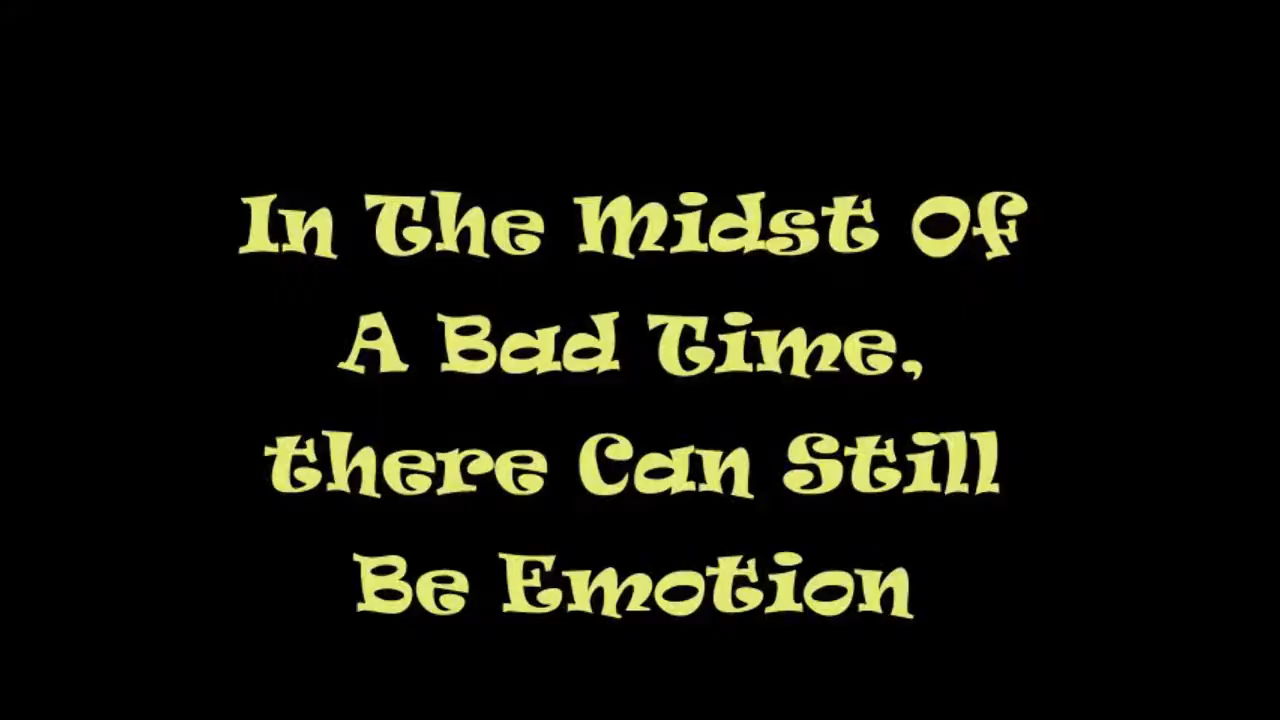 In The Midst Of
A Bad Time,
there Can Still
Be Emotion